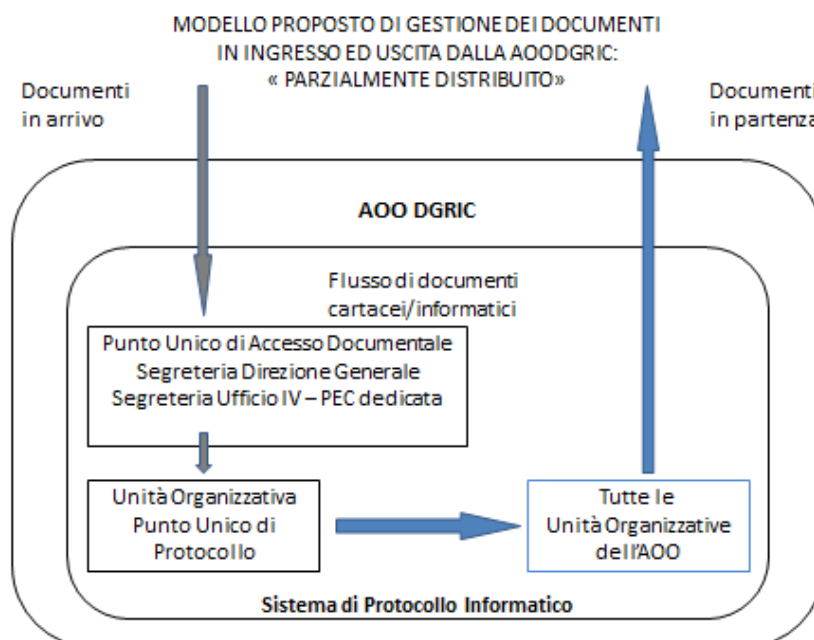 MODELLO PROPOSTO DI GESTIONE DEI DOCUMENTI
IN INGRESSO ED USCITA DALLA AOODGRIC:
« PARZIALMENTE DISTRIBUITO»
Documenti
in arrivo
Documenti
in partenza
AOO DGRIC
Flusso di documenti
cartacei/informatici
Punto Unico di Accesso Documentale
Segreteria Direzione Generale
Segreteria Ufficio IV – PEC dedicata
Unità Organizzativa
Punto Unico di
Protocollo
Tutte le
Unità Organizzative
dell’AOO
Sistema di Protocollo Informatico